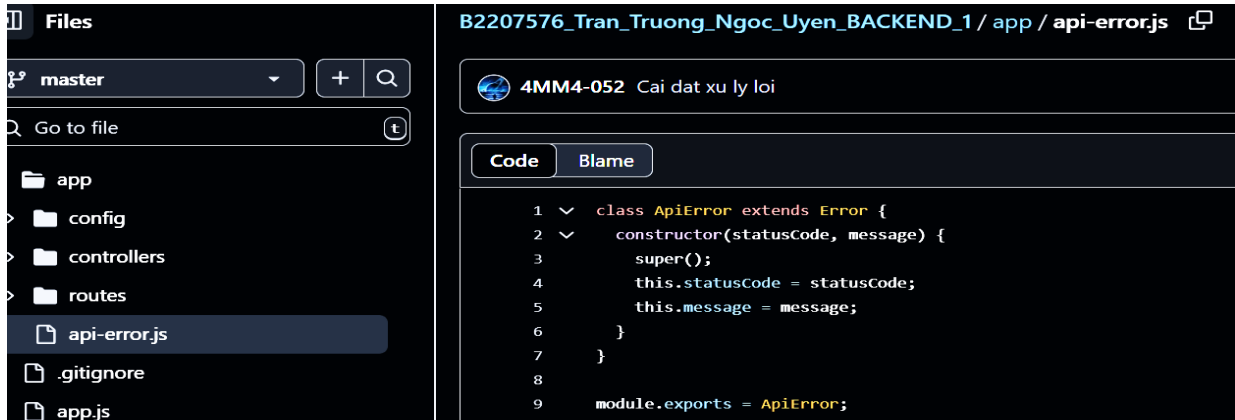 Files
master
Go to file
t
app
config
controllers
routes
api-error.js
.gitignore
app.js
B2207576_Tran_Truong_Ngoc_Uyen_BACKEND_1 / app / api-error.js
4MM4-052 Cai dat xu ly loi
Code Blame
1 class ApiError extends Error {
2 constructor(statusCode, message) {
3 super();
4 this.statusCode = statusCode;
5 this.message = message;
6 }
7 }
8
9 module.exports = ApiError;